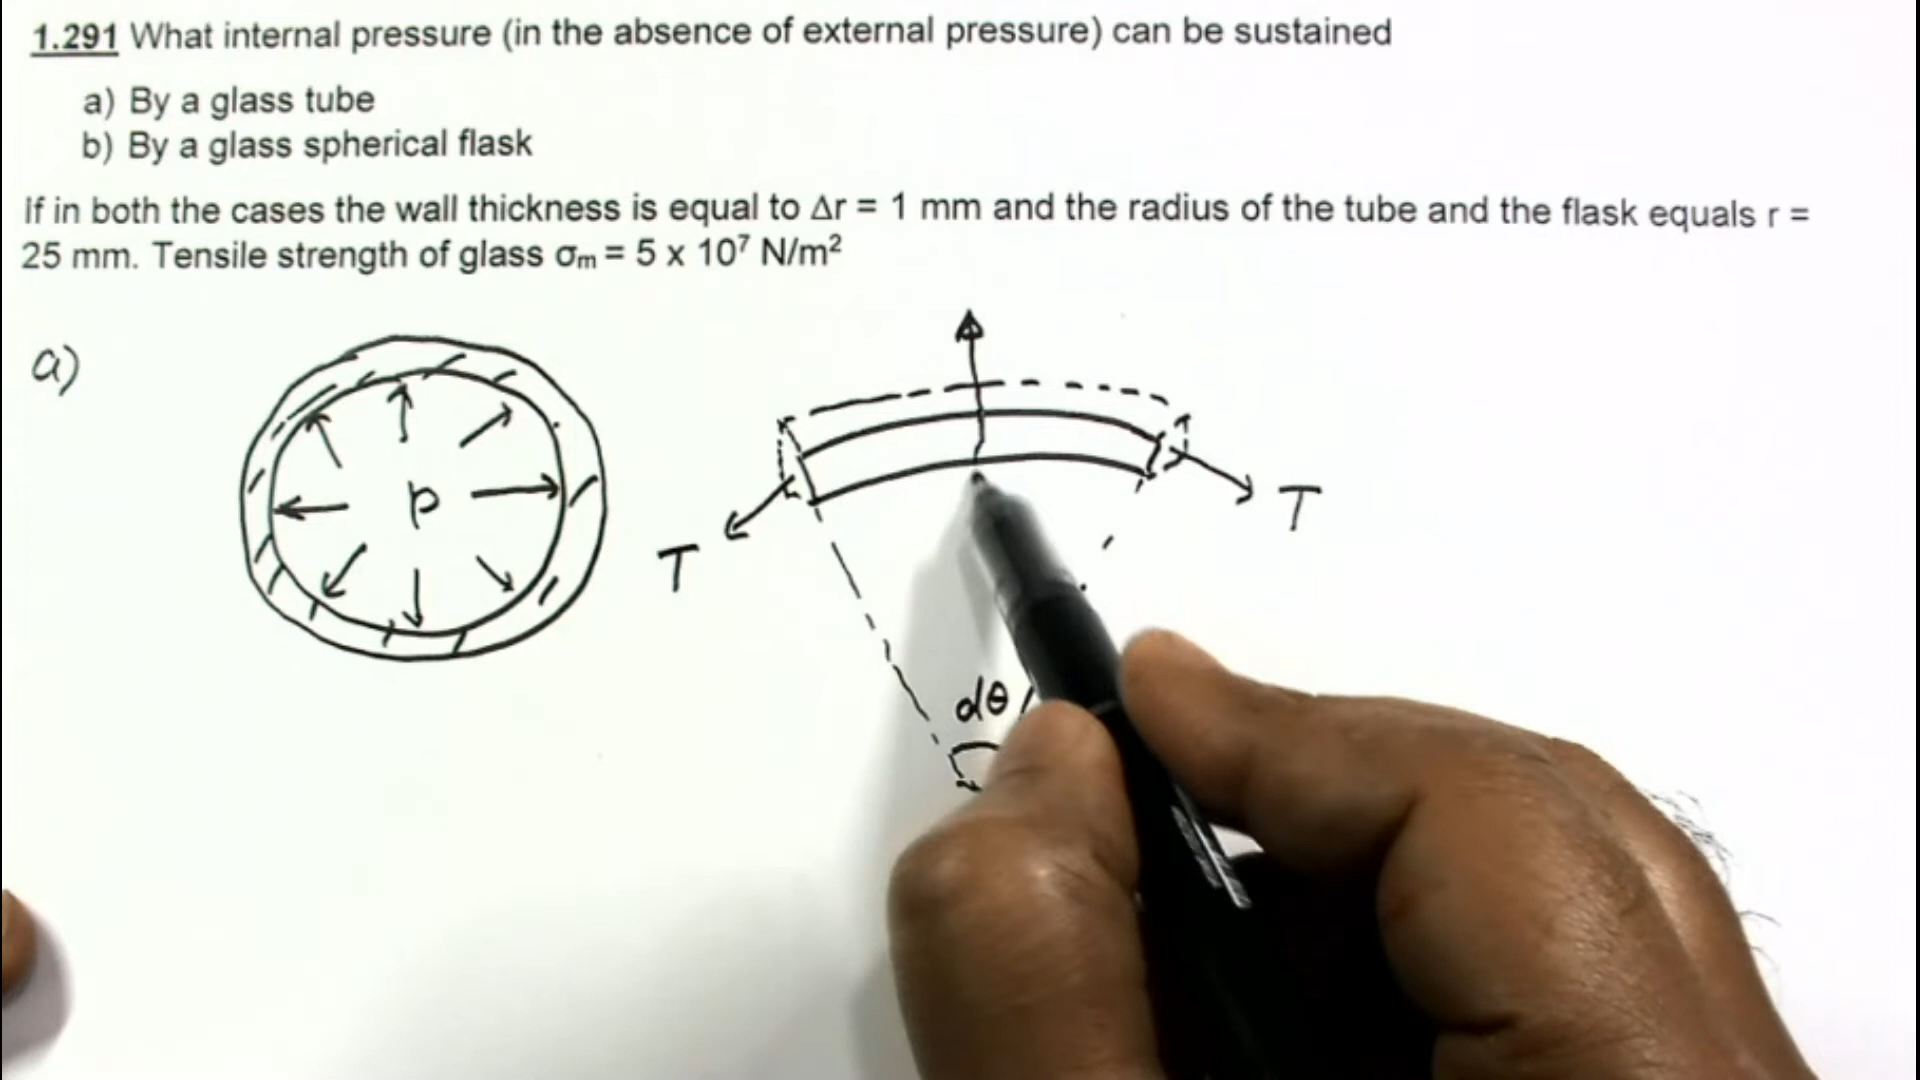 1.291 What internal pressure (in the absence of external pressure) can be sustained
a) By a glass tube
b) By a glass spherical flask
If in both the cases the wall thickness is equal to Δr = 1 mm and the radius of the tube and the flask equals r =
25 mm. Tensile strength of glass σm = 5 x 10⁷ N/m²
a)
p
T
T
dθ